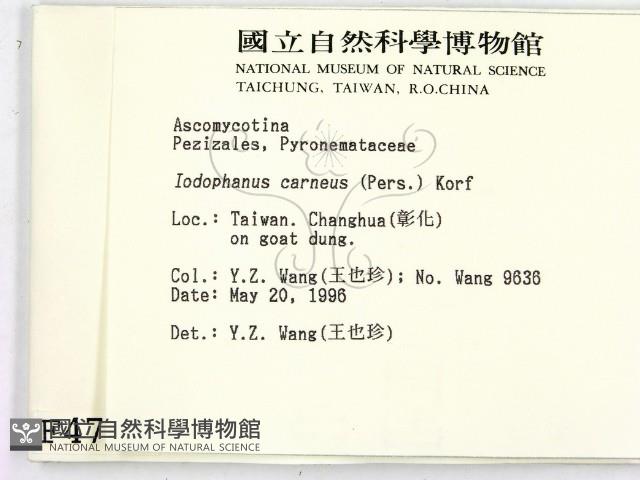 國立自然科學博物館
NATIONAL MUSEUM OF NATURAL SCIENCE
TAICHUNG, TAIWAN, R.O.CHINA
Ascomycotina
Pezizales, Pyronemataceae
Iodophanus carneus (Pers.) Korf
Loc.: Taiwan. Changhua(彰化)
on goat dung.
Col.: Y.Z. Wang(王也珍); No. Wang 9636
Date: May 20, 1996
Det.: Y.Z. Wang(王也珍)
F47
國立自然科學博物館
NATIONAL MUSEUM OF NATURAL SCIENCE